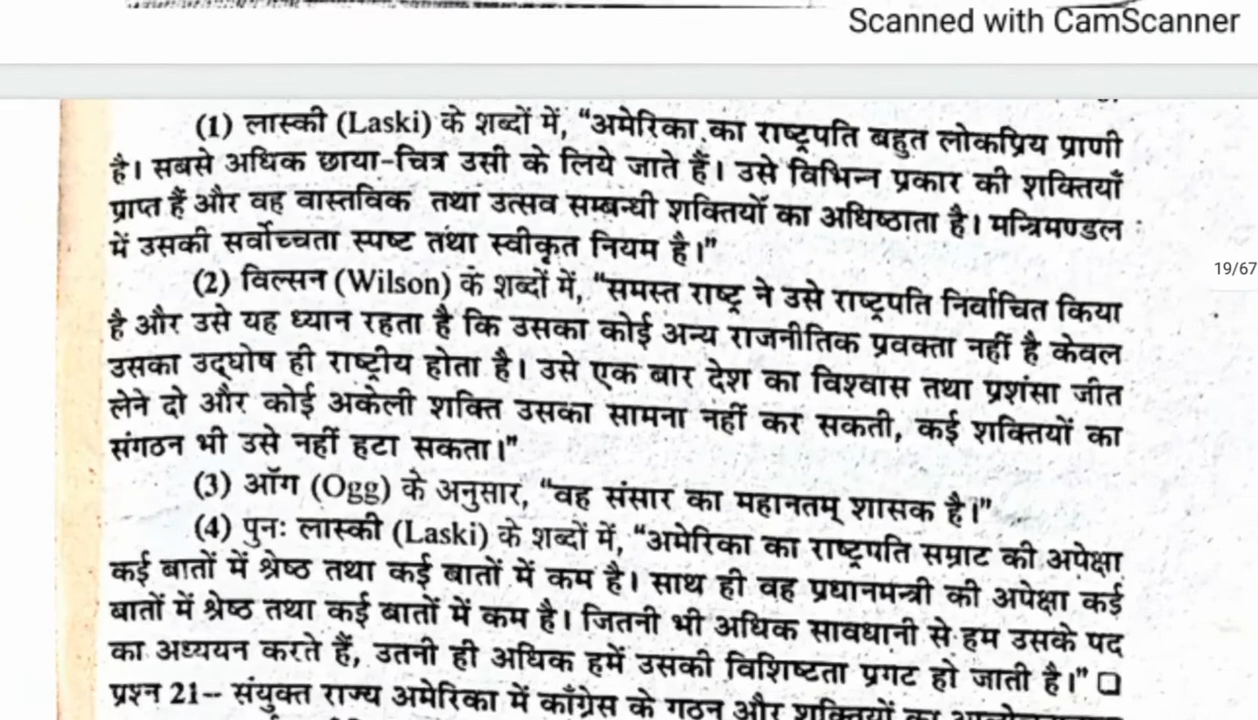 Scanned with CamScanner
(1) लास्की (Laski) के शब्दों में, “अमेरिका का राष्ट्रपति बहुत लोकप्रिय प्राणी
है। सबसे अधिक छाया-चित्र उसी के लिये जाते हैं। उसे विभिन्न प्रकार की शक्तियाँ
प्राप्त हैं और वह वास्तविक तथा उत्सव सम्बन्धी शक्तियों का अधिष्ठाता है। मन्त्रिमण्डल
में उसकी सर्वोच्चता स्पष्ट तथा स्वीकृत नियम है।”
19/67
(2) विल्सन (Wilson) के शब्दों में, “समस्त राष्ट्र ने उसे राष्ट्रपति निर्वाचित किया
है और उसे यह ध्यान रहता है कि उसका कोई अन्य राजनीतिक प्रवक्ता नहीं है केवल
उसका उद्घोष ही राष्ट्रीय होता है। उसे एक बार देश का विश्वास तथा प्रशंसा जीत
लेने दो और कोई अकेली शक्ति उसका सामना नहीं कर सकती, कई शक्तियों का
संगठन भी उसे नहीं हटा सकता।”
(3) ऑग (Ogg) के अनुसार, “वह संसार का महानतम् शासक है।”
(4) पुनः लास्की (Laski) के शब्दों में, “अमेरिका का राष्ट्रपति सम्राट की अपेक्षा
कई बातों में श्रेष्ठ तथा कई बातों में कम है। साथ ही वह प्रधानमन्त्री की अपेक्षा कई
बातों में श्रेष्ठ तथा कई बातों में कम है। जितनी भी अधिक सावधानी से हम उसके पद
का अध्ययन करते हैं, उतनी ही अधिक हमें उसकी विशिष्टता प्रगट हो जाती है।” □
प्रश्न 21-- संयुक्त राज्य अमेरिका में काँग्रेस के गठन और शक्तियों का